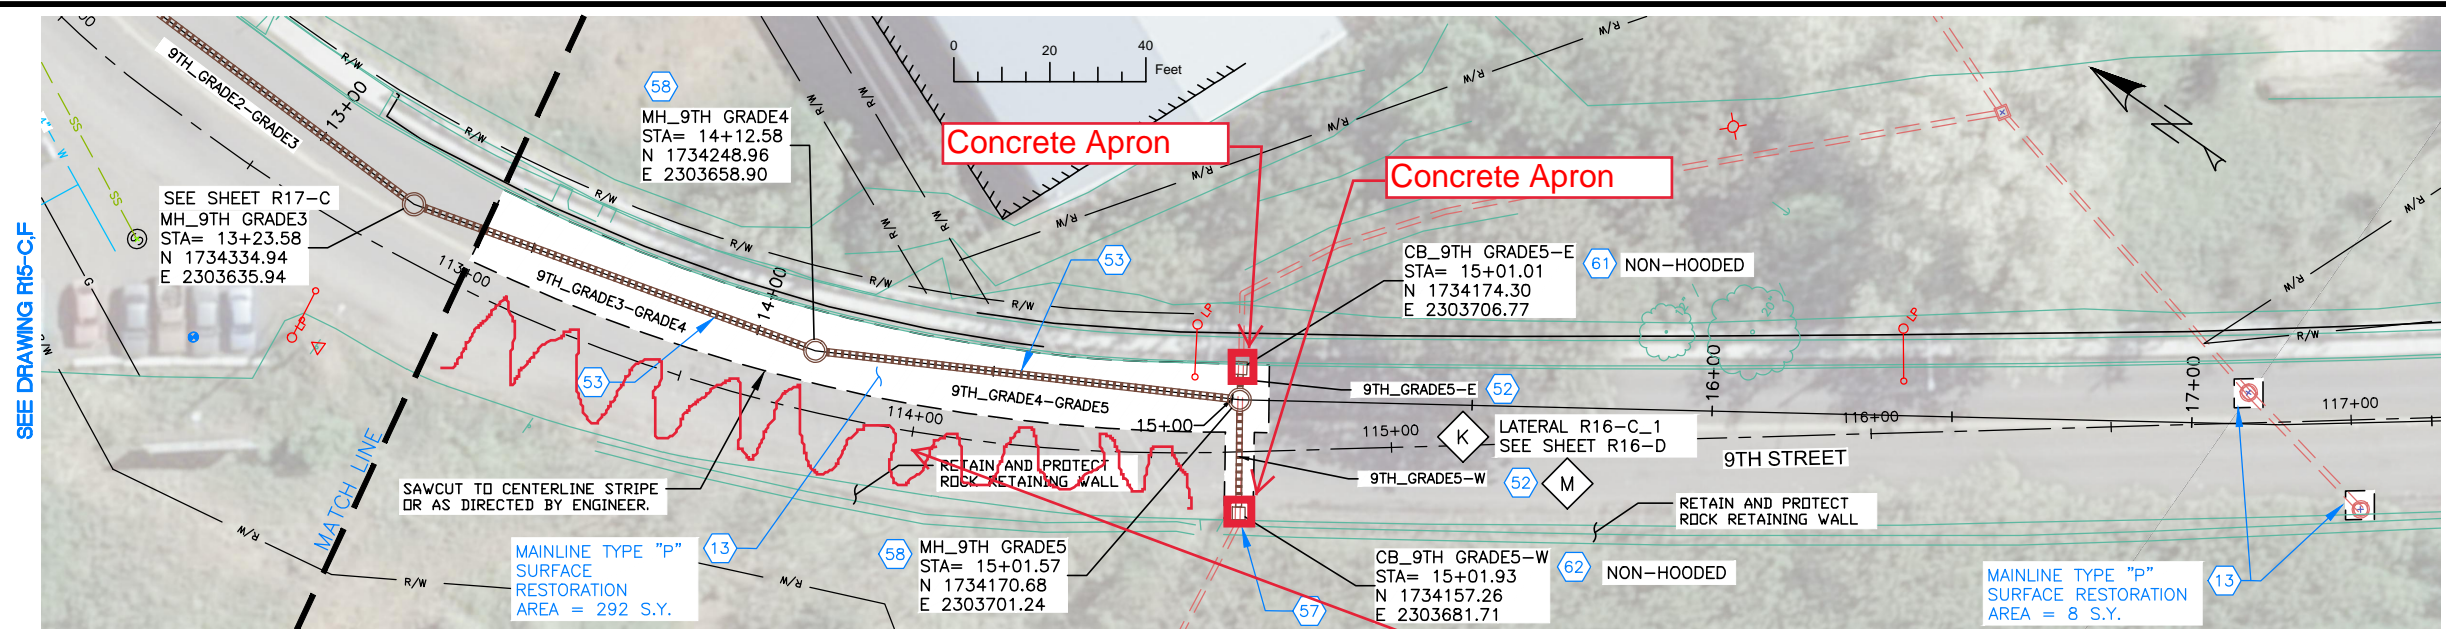 SEE DRAWING R15-C,F
9TH_GRADE2-GRADE3
13+00
R/W
SS
SS
W
G
SEE SHEET R17-C
MH_9TH GRADE3
STA= 13+23.58
N 1734334.94
E 2303635.94
LP
113+00
MATCH LINE
58
MH_9TH GRADE4
STA= 14+12.58
N 1734248.96
E 2303658.90
0 20 40
Feet
Concrete Apron
Concrete Apron
R/W
R/W
R/W
R/W
R/W
R/W
R/W
R/W
R/W
R/W
R/W
R/W
R/W
9TH_GRADE3-GRADE4
14+00
53
53
9TH_GRADE4-GRADE5
114+00
15+00
LP
CB_9TH GRADE5-E
STA= 15+01.01
N 1734174.30
E 2303706.77
61
NON-HOODED
9TH_GRADE5-E
52
115+00
K
LATERAL R16-C_1
SEE SHEET R16-D
9TH_GRADE5-W
52
M
16+00
116+00
LP
9TH STREET
17+00
117+00
R/W
R/W
R/W
SAWCUT TO CENTERLINE STRIPE
OR AS DIRECTED BY ENGINEER.
RETAIN AND PROTECT
ROCK RETAINING WALL
RETAIN AND PROTECT
ROCK RETAINING WALL
MAINLINE TYPE "P"
SURFACE
RESTORATION
AREA = 292 S.Y.
13
58
MH_9TH GRADE5
STA= 15+01.57
N 1734170.68
E 2303701.24
57
CB_9TH GRADE5-W
STA= 15+01.93
N 1734157.26
E 2303681.71
62
NON-HOODED
MAINLINE TYPE "P"
SURFACE RESTORATION
AREA = 8 S.Y.
13
R/W
R/W
R/W